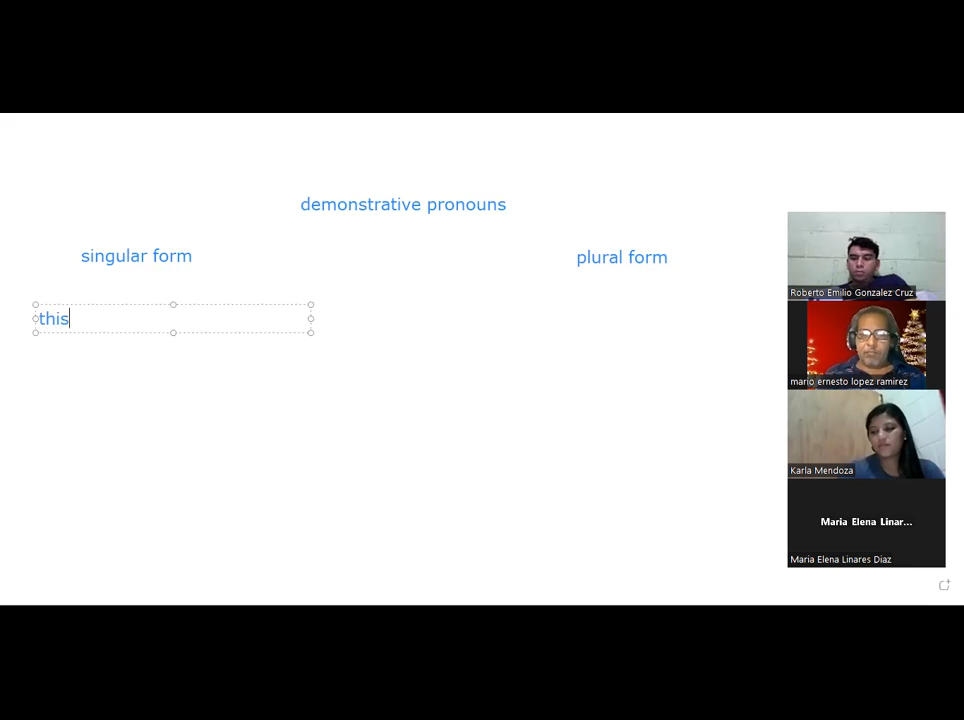 demonstrative pronouns
singular form
plural form
this
Roberto Emilio Gonzalez Cruz
mario ernesto lopez ramirez
Karla Mendoza
Maria Elena Linar...
Maria Elena Linares Diaz